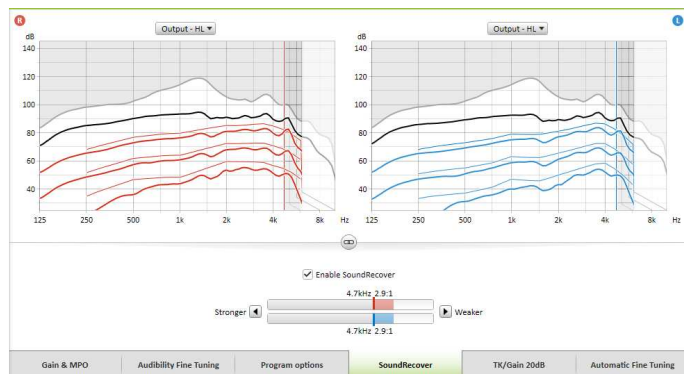 R
L
dB
Output - HL
140
120
100
80
60
40
125 250 500 1k 2k 4k 8k Hz
dB
Output - HL
140
120
100
80
60
40
125 250 500 1k 2k 4k 8k Hz
Enable SoundRecover
4.7kHz 2.9:1
Stronger Weaker
4.7kHz 2.9:1
Gain & MPO Audibility Fine Tuning Program options SoundRecover TK/Gain 20dB Automatic Fine Tuning